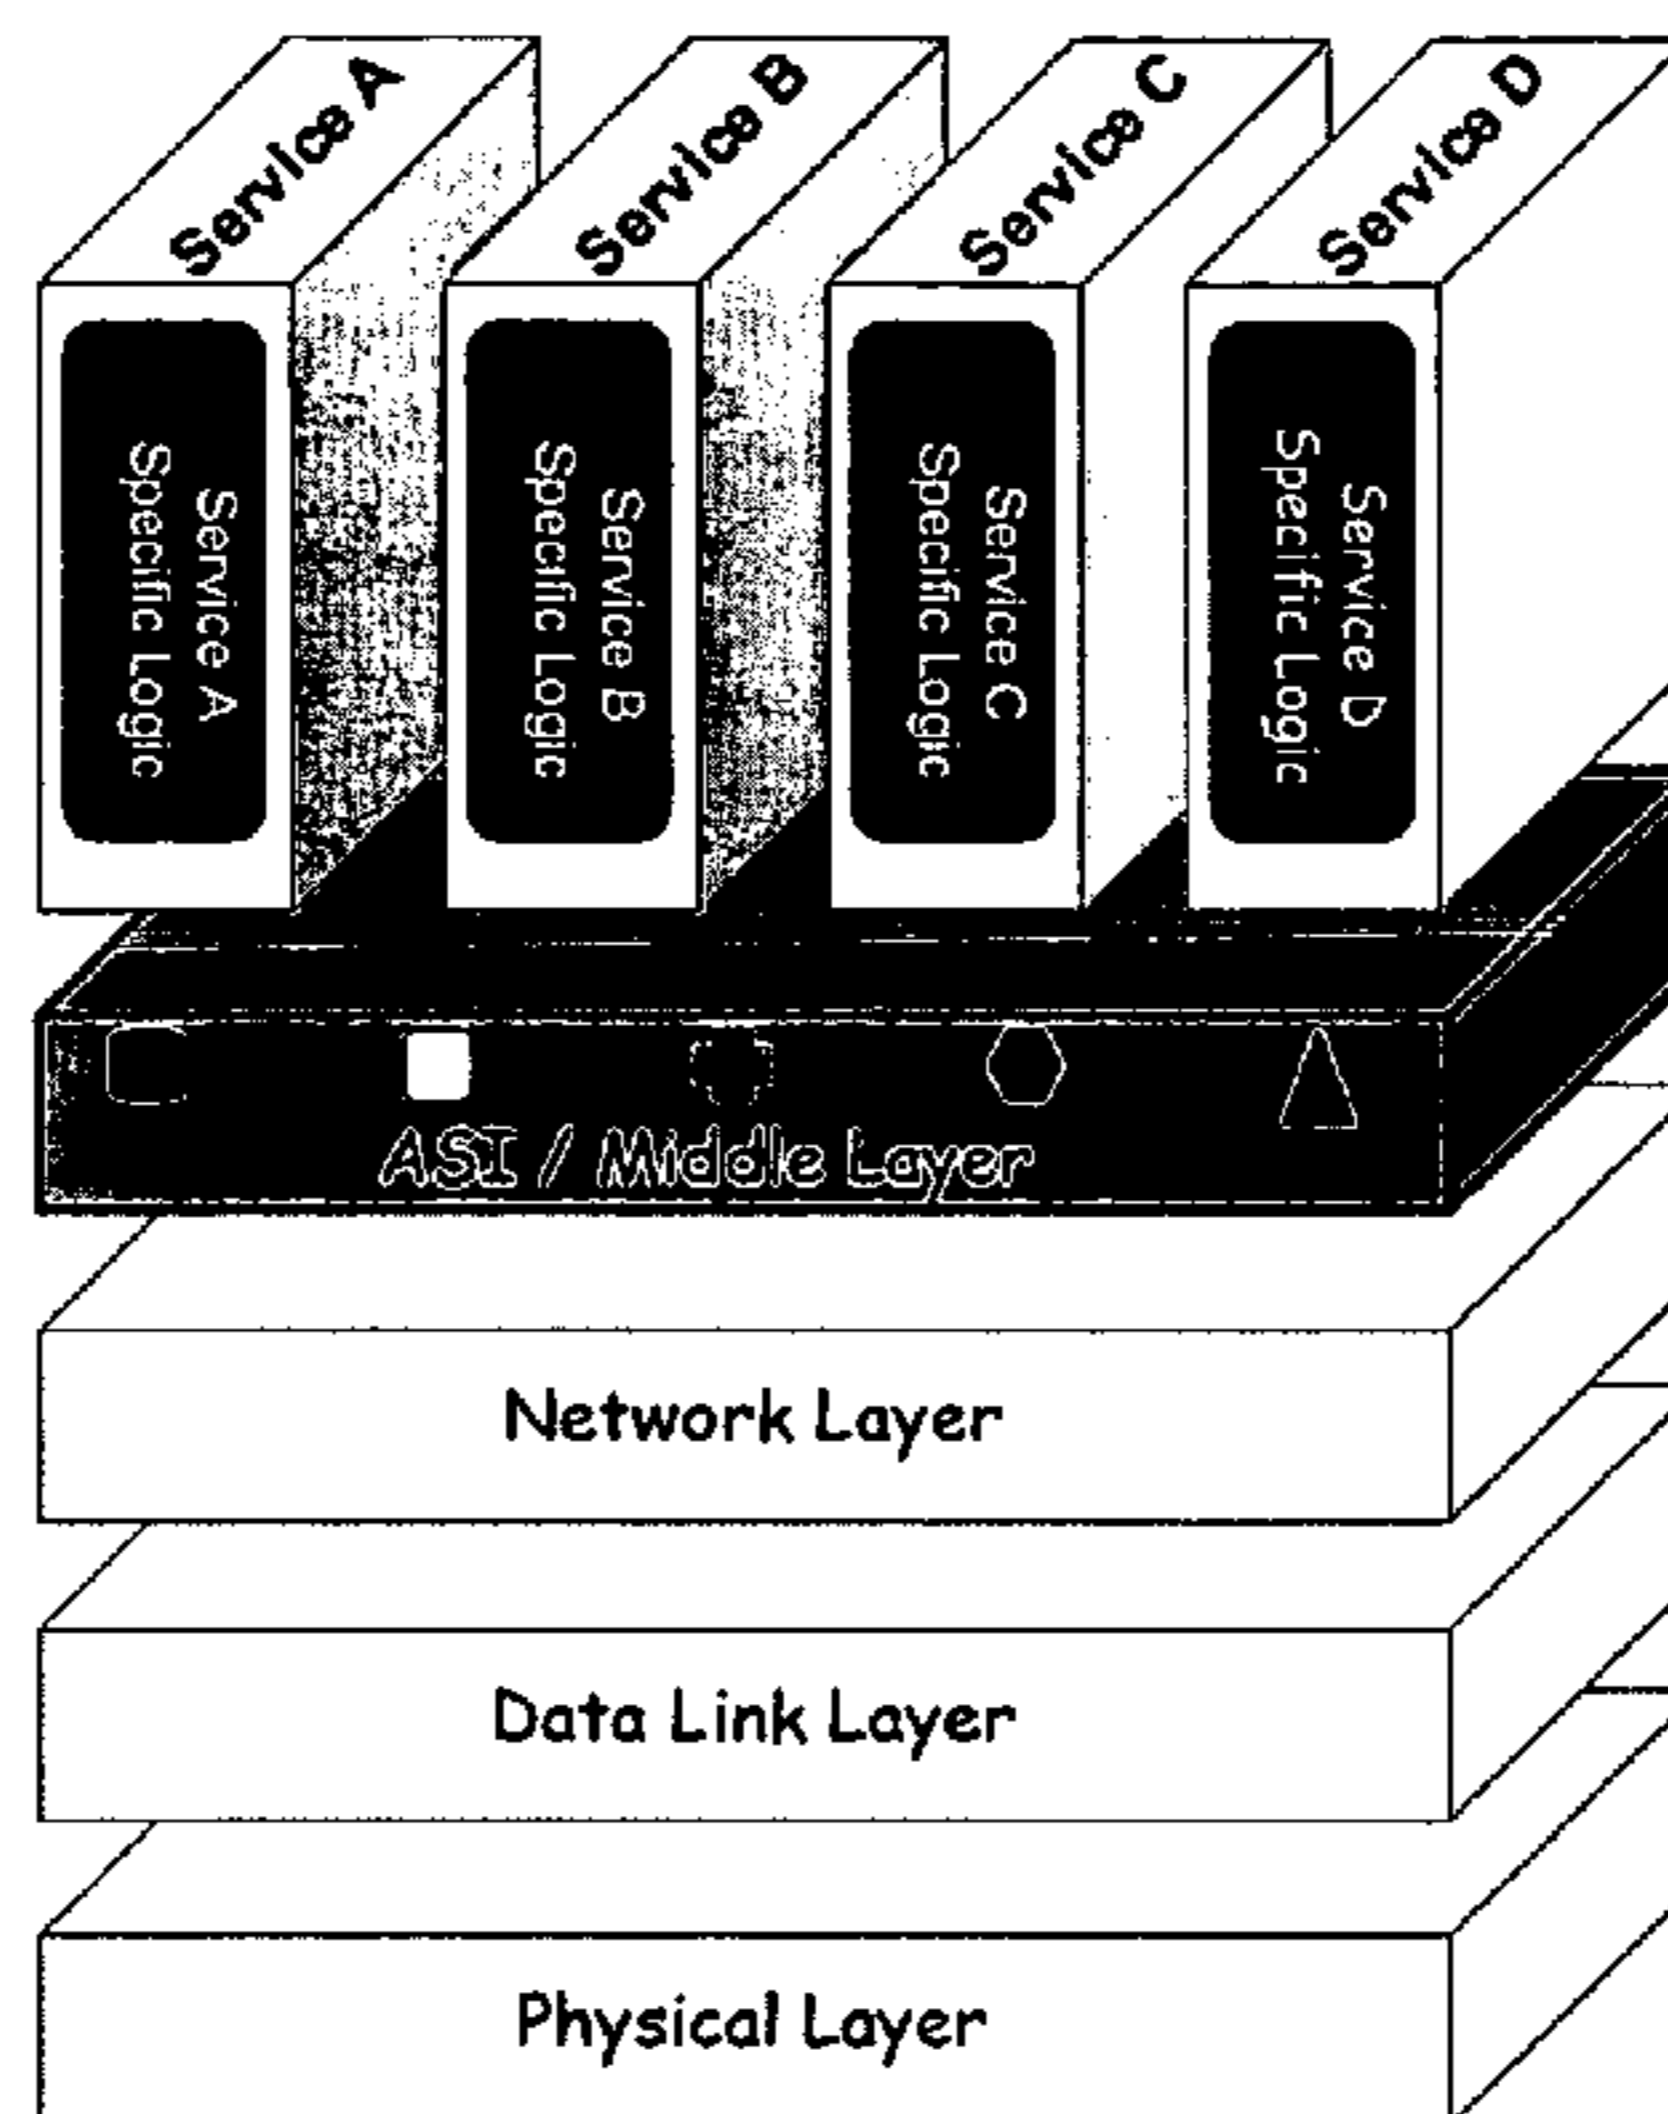 Service A
Service B
Service C
Service D
Service A
Specific Logic
Service B
Specific Logic
Service C
Specific Logic
Service D
Specific Logic
ASI / Middle Layer
Network Layer
Data Link Layer
Physical Layer